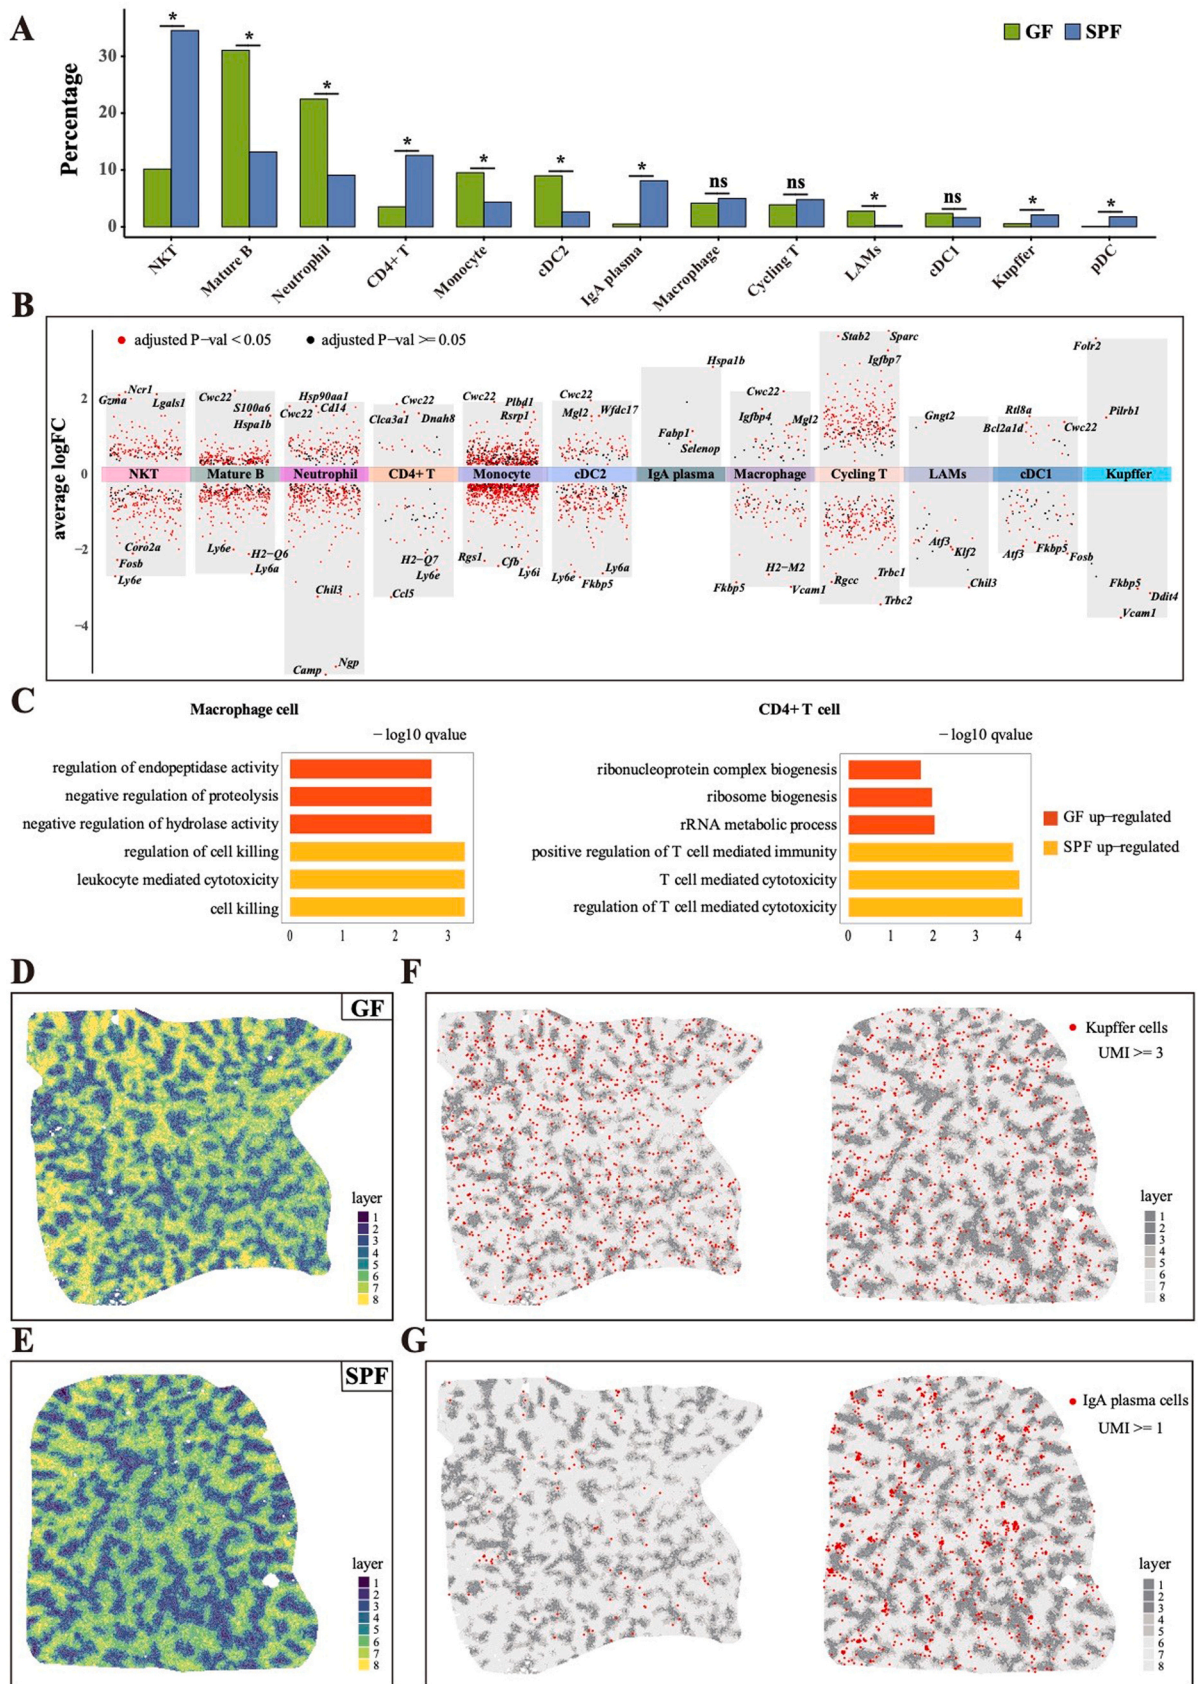 A
GF SPF
Percentage
30
20
10
0
* * * * * * * ns ns * ns * *
NKT
Mature B
Neutrophil
CD4+ T
Monocyte
cDC2
IgA plasma
Macrophage
Cycling T
LAMs
cDC1
Kupffer
pDC
B
adjusted P−val < 0.05 adjusted P−val >= 0.05
average logFC
2
0
−2
−4
Ncr1
Gzma
Lgals1
Cwc22
S100a6
Hspa1b
Hsp90aa1
Cwc22
Cd14
Cwc22
Clca3a1
Dnah8
Cwc22
Plbd1
Rsrp1
Cwc22
Mgl2
Wfdc17
Hspa1b
Fabp1
Selenop
Cwc22
Igfbp4
Mgl2
Stab2
Sparc
Igfbp7
Gngt2
Rtl8a
Bcl2a1d
Cwc22
Folr2
Pilrb1
NKT Mature B Neutrophil CD4+ T Monocyte cDC2 IgA plasma Macrophage Cycling T LAMs cDC1 Kupffer
Coro2a
Fosb
Ly6e
Ly6e
H2−Q6
Ly6a
Chil3
Camp
Ngp
H2−Q7
Ly6e
Ccl5
Rgs1
Cfb
Ly6i
Ly6e
Ly6a
Fkbp5
Fkbp5
H2−M2
Vcam1
Rgcc
Trbc1
Trbc2
Atf3
Klf2
Chil3
Atf3
Fkbp5
Fosb
Fkbp5
Ddit4
Vcam1
C
Macrophage cell
− log10 qvalue
regulation of endopeptidase activity
negative regulation of proteolysis
negative regulation of hydrolase activity
regulation of cell killing
leukocyte mediated cytotoxicity
cell killing
0 1 2 3
CD4+ T cell
− log10 qvalue
ribonucleoprotein complex biogenesis
ribosome biogenesis
rRNA metabolic process
positive regulation of T cell mediated immunity
T cell mediated cytotoxicity
regulation of T cell mediated cytotoxicity
0 1 2 3 4
GF up−regulated
SPF up−regulated
D
GF
layer
1
2
3
4
5
6
7
8
F
Kupffer cells
UMI >= 3
layer
1
2
3
4
5
6
7
8
E
SPF
layer
1
2
3
4
5
6
7
8
G
IgA plasma cells
UMI >= 1
layer
1
2
3
4
5
6
7
8